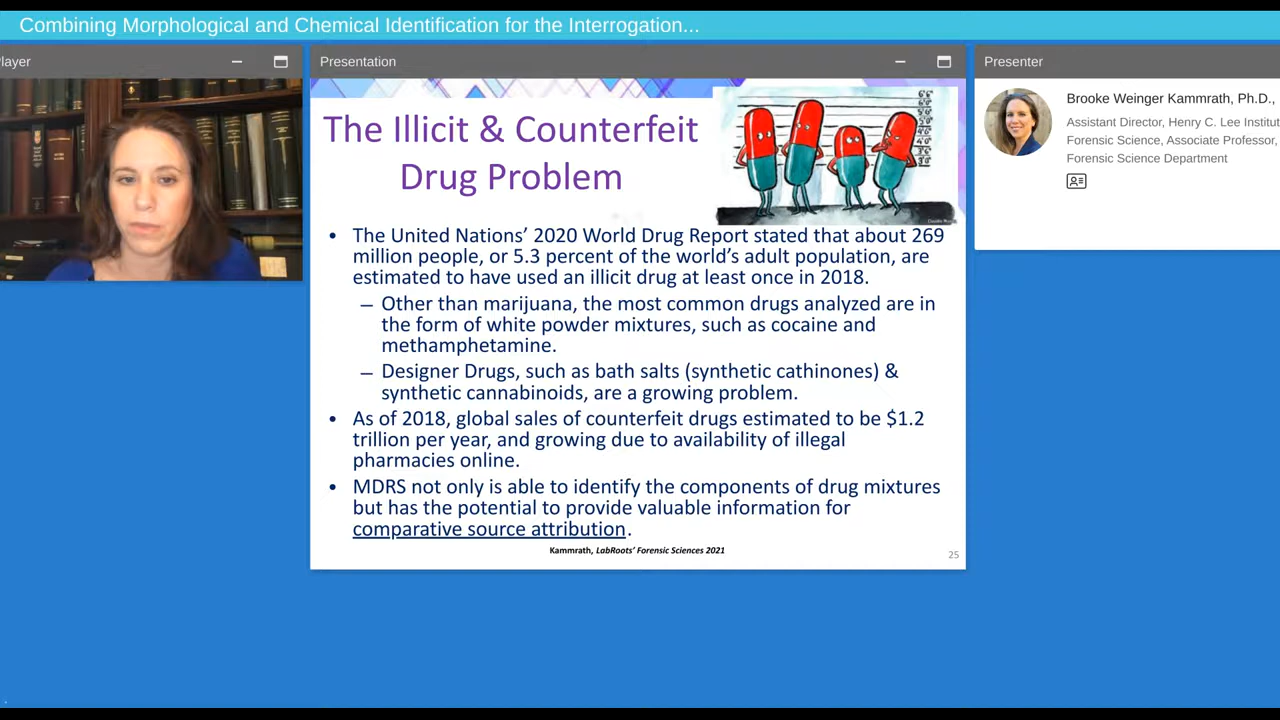 Combining Morphological and Chemical Identification for the Interrogation...
layer
Presentation
Presenter
The Illicit & Counterfeit
Drug Problem
• The United Nations’ 2020 World Drug Report stated that about 269
million people, or 5.3 percent of the world’s adult population, are
estimated to have used an illicit drug at least once in 2018.
– Other than marijuana, the most common drugs analyzed are in
the form of white powder mixtures, such as cocaine and
methamphetamine.
– Designer Drugs, such as bath salts (synthetic cathinones) &
synthetic cannabinoids, are a growing problem.
• As of 2018, global sales of counterfeit drugs estimated to be $1.2
trillion per year, and growing due to availability of illegal
pharmacies online.
• MDRS not only is able to identify the components of drug mixtures
but has the potential to provide valuable information for
comparative source attribution.
Kammrath, LabRoots’ Forensic Sciences 2021
25
Brooke Weinger Kammrath, Ph.D.,
Assistant Director, Henry C. Lee Institut
Forensic Science, Associate Professor,
Forensic Science Department